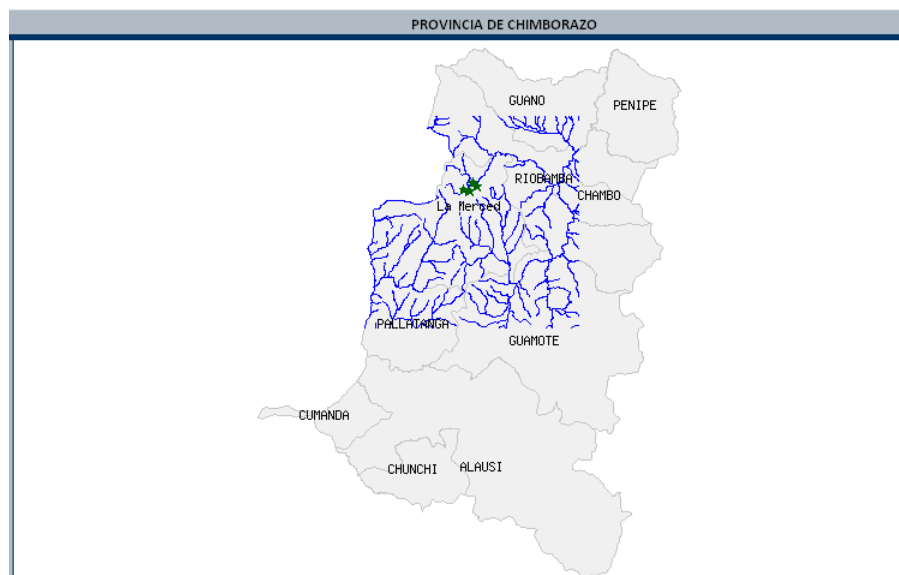 PROVINCIA DE CHIMBORAZO
GUANO
PENIPE
RIOBAMBA
CHAMBO
La Merced
PALLATANGA
GUAMOTE
CUMANDA
CHUNCHI
ALAUSI